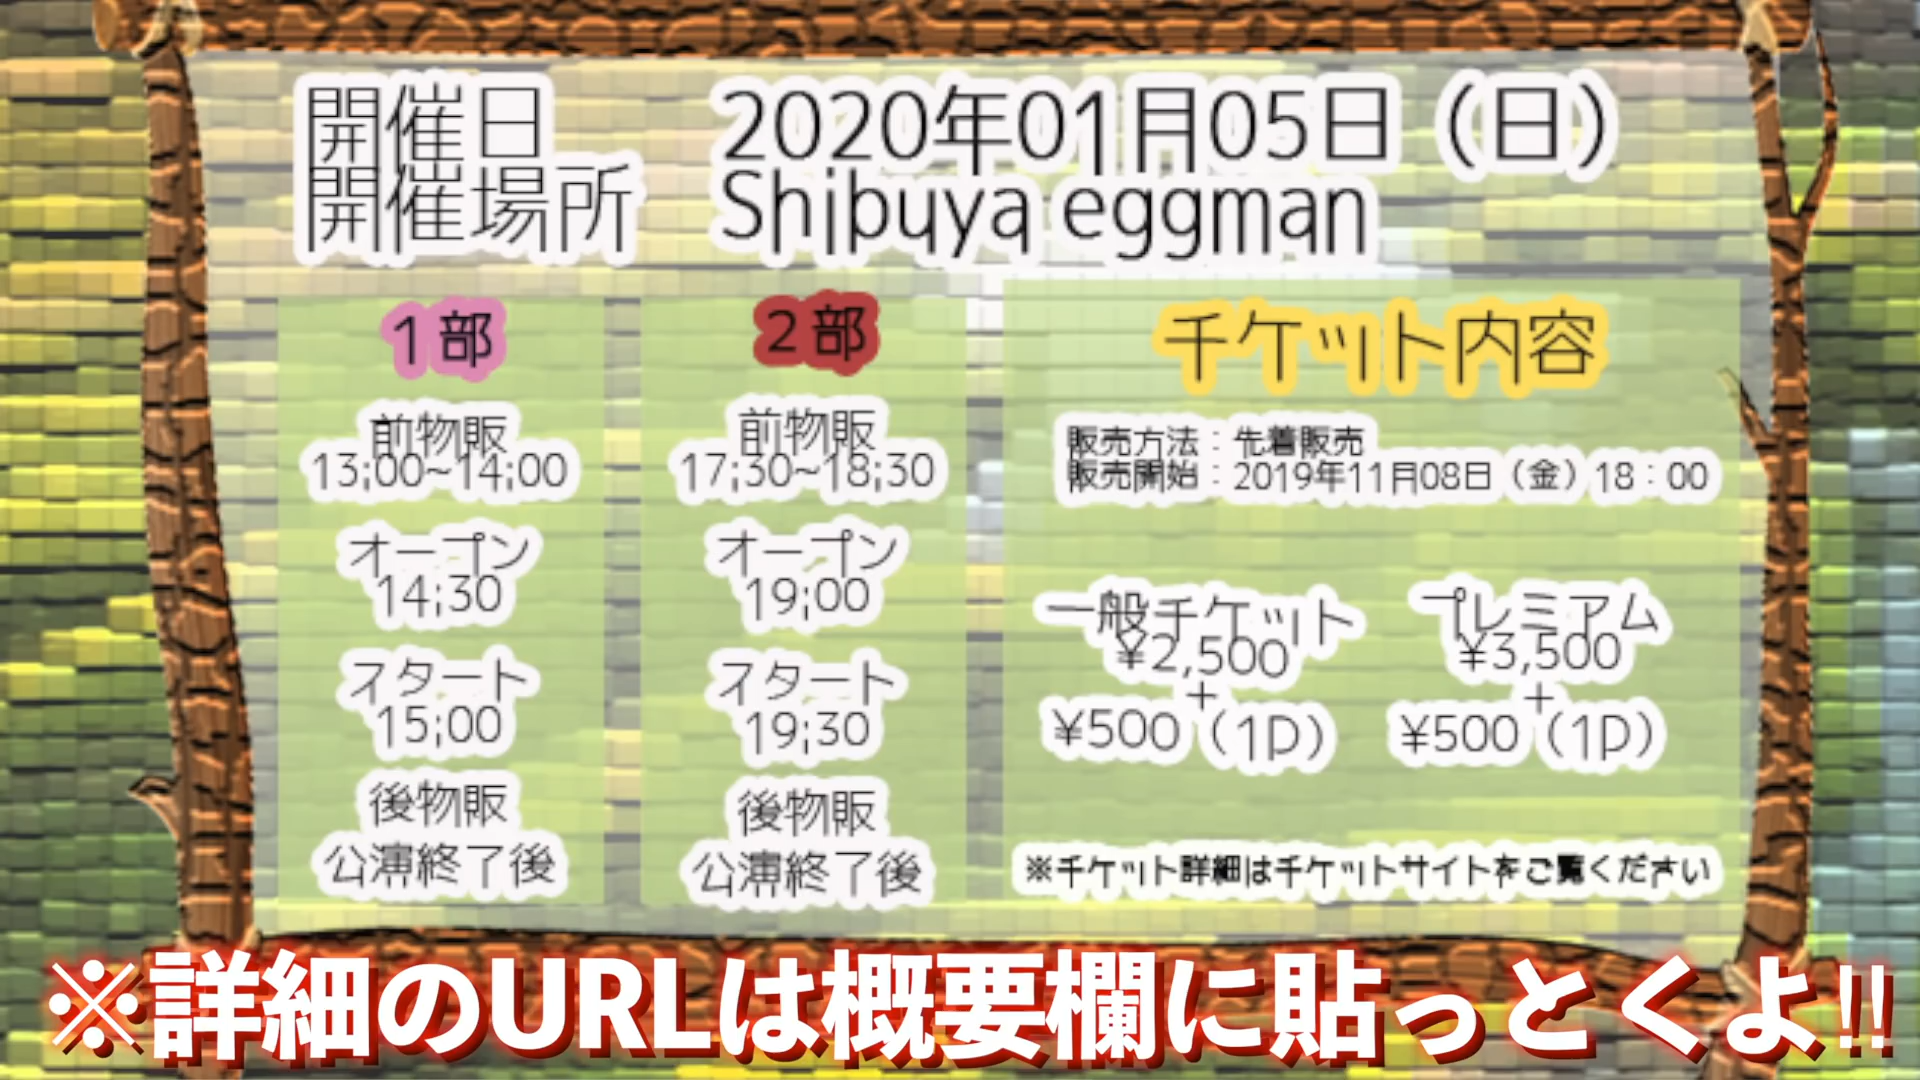 開催日 2020年01月05日（日）
開催場所 Shibuya eggman
１部
前物販
13;00~14;00
オープン
14;30
スタート
15;00
後物販
公演終了後
２部
前物販
17;30~18;30
オープン
19;00
スタート
19;30
後物販
公演終了後
チケット内容
販売方法：先着販売
販売開始：2019年11月08日（金）18：00
一般チケット
¥2,500
+
¥500（1D）
プレミアム
¥3,500
+
¥500（1D）
※チケット詳細はチケットサイトをご覧ください
※詳細のURLは概要欄に貼っとくよ!!